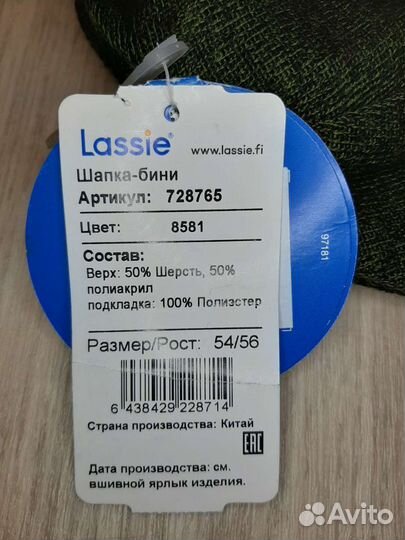 Lassie® www.lassie.fi
Шапка-бини
Артикул: 728765
Цвет: 8581
Состав:
Верх: 50% Шерсть, 50%
полиакрил
подкладка: 100% Полиэстер
Размер/Рост: 54/56
6 438429 228714
Страна производства: Китай
EAC
Дата производства: см.
вшивной ярлык изделия.
97181
Avito